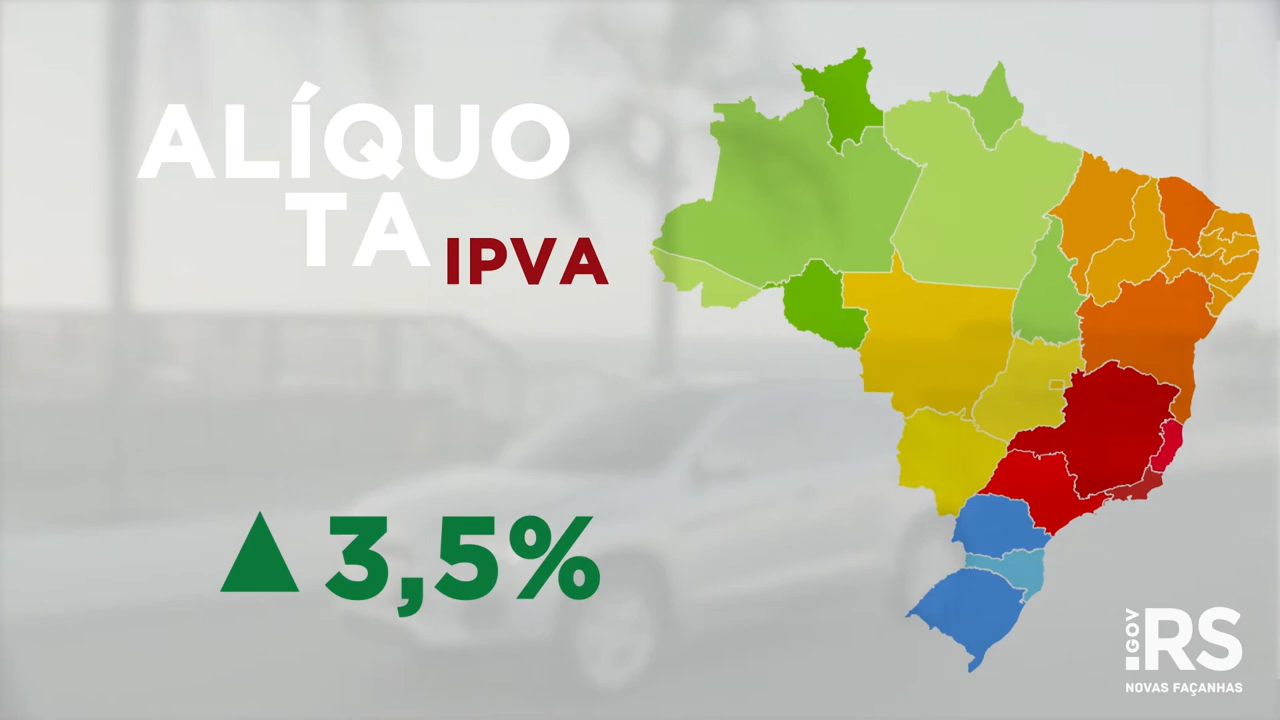 ALÍQUO
TA IPVA
▲ 3,5%
.GOV RS
NOVAS FAÇANHAS